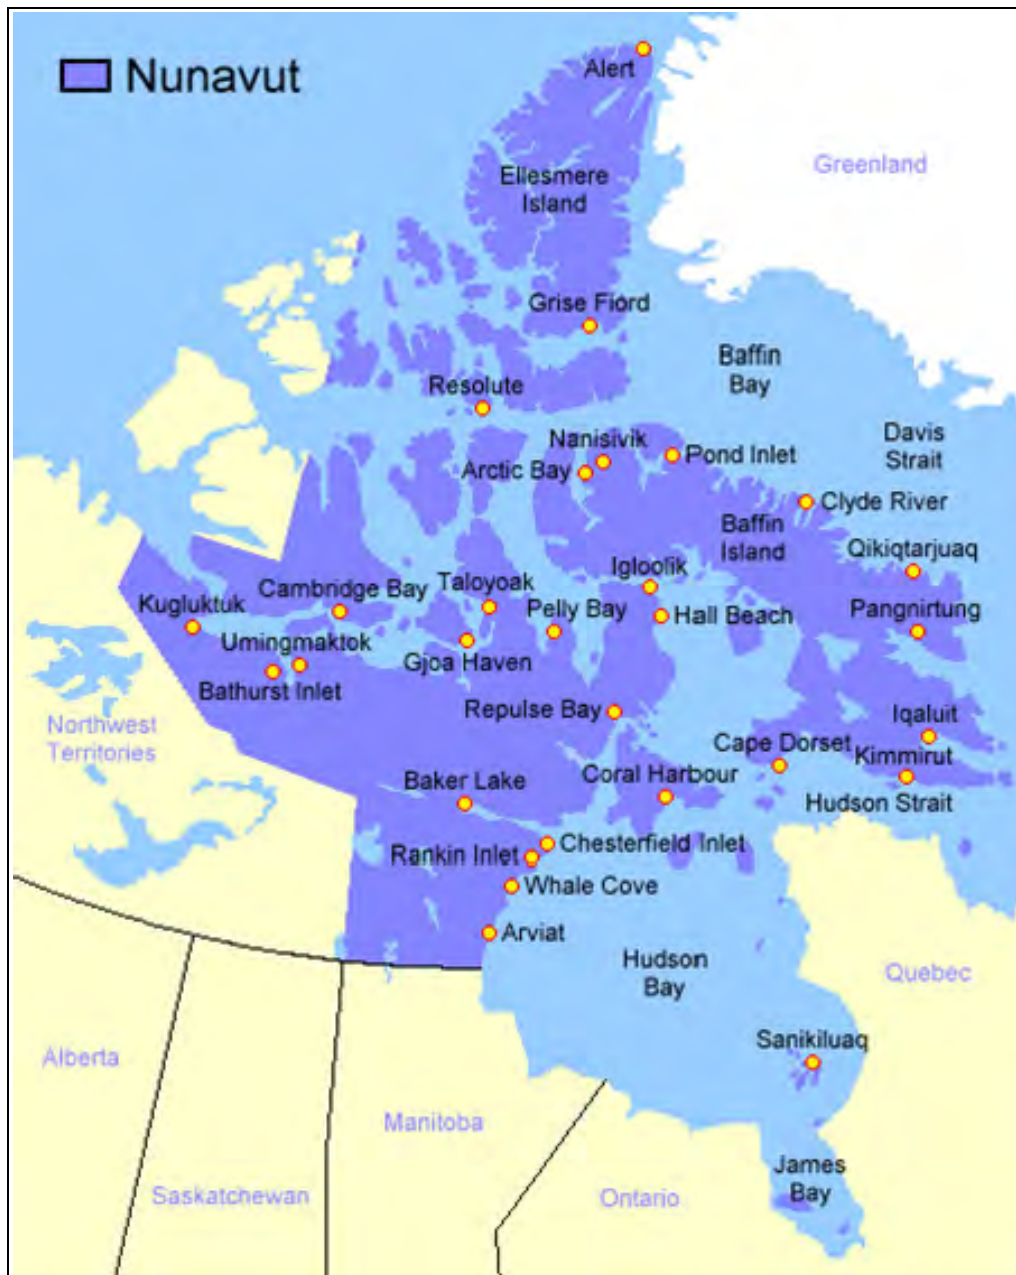 Nunavut
Alert
Greenland
Ellesmere
Island
Grise Fiord
Baffin
Bay
Resolute
Davis
Strait
Nanisivik
Pond Inlet
Arctic Bay
Clyde River
Baffin
Island
Qikiqtarjuaq
Igloolik
Cambridge Bay
Taloyoak
Kugluktuk
Pelly Bay
Hall Beach
Pangnirtung
Umingmaktok
Gjoa Haven
Bathurst Inlet
Repulse Bay
Iqaluit
Northwest
Territories
Cape Dorset
Kimmirut
Baker Lake
Coral Harbour
Hudson Strait
Chesterfield Inlet
Rankin Inlet
Whale Cove
Arviat
Hudson
Bay
Quebec
Sanikiluaq
Alberta
Manitoba
James
Bay
Saskatchewan
Ontario